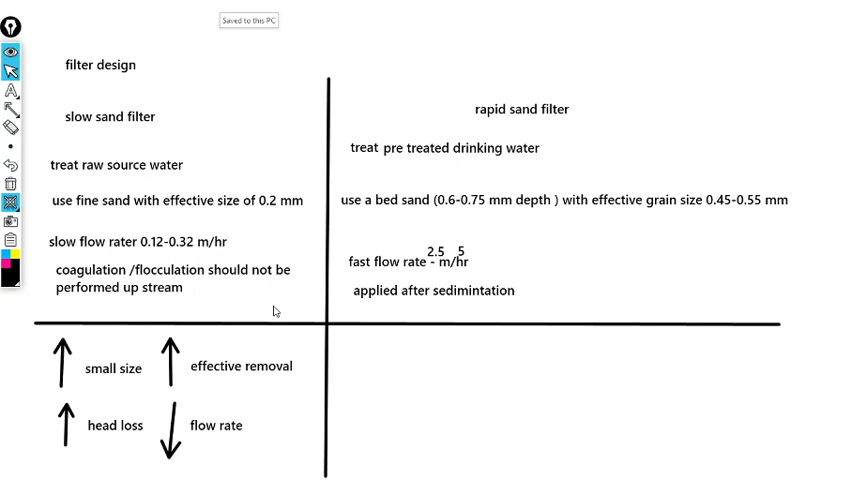 Saved to this PC
filter design
slow sand filter
treat raw source water
use fine sand with effective size of 0.2 mm
slow flow rater 0.12-0.32 m/hr
coagulation /flocculation should not be
performed up stream
rapid sand filter
treat pre treated drinking water
use a bed sand (0.6-0.75 mm depth ) with effective grain size 0.45-0.55 mm
2.5 5
fast flow rate - m/hr
applied after sedimintation
small size
effective removal
head loss
flow rate